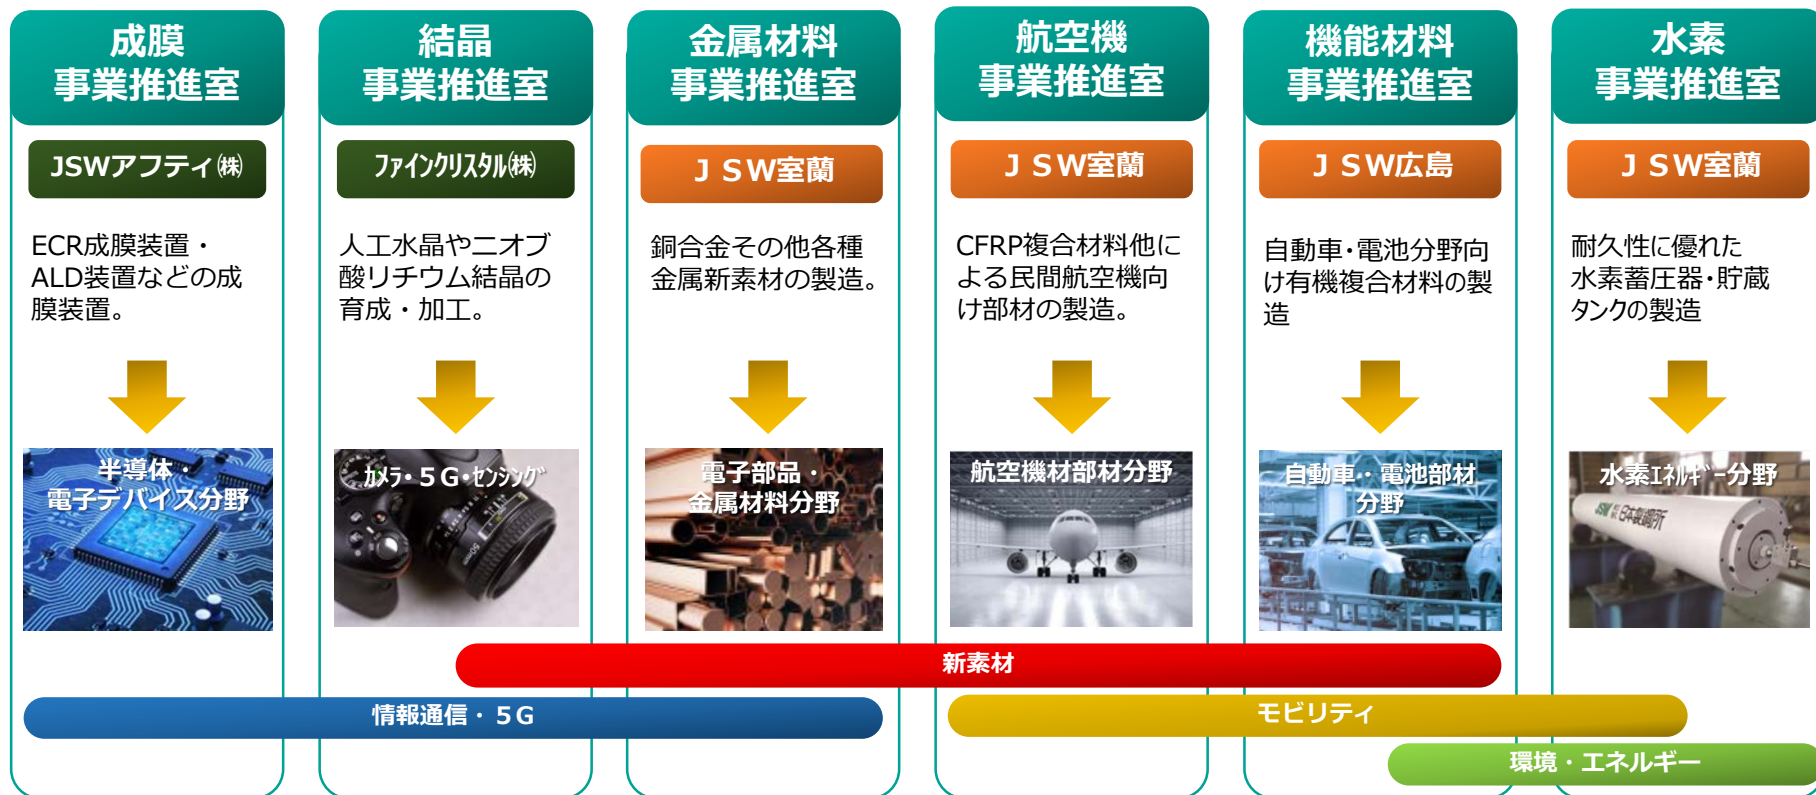 成膜
事業推進室
JSWアフティ㈱
ECR成膜装置・
ALD装置などの成
膜装置。
半導体・
電子デバイス分野
結晶
事業推進室
ファインクリスタル㈱
人工水晶やニオブ
酸リチウム結晶の
育成・加工。
ｶﾒﾗ・５G・ｾﾝｼﾝｸﾞ
金属材料
事業推進室
ＪＳＷ室蘭
銅合金その他各種
金属新素材の製造。
電子部品・
金属材料分野
航空機
事業推進室
ＪＳＷ室蘭
CFRP複合材料他に
よる民間航空機向
け部材の製造。
航空機材部材分野
機能材料
事業推進室
ＪＳＷ広島
自動車・電池分野向
け有機複合材料の製
造
自動車・電池部材
分野
水素
事業推進室
ＪＳＷ室蘭
耐久性に優れた
水素蓄圧器・貯蔵
タンクの製造
水素ｴﾈﾙｷﾞｰ分野
JSW 株式会社 日本製鋼所
50mm
新素材
情報通信・５G
モビリティ
環境・エネルギー